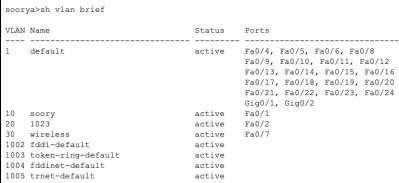 soorya>sh vlan brief
VLAN Name                             Status    Ports
---- -------------------------------- --------- -------------------------------
1    default                          active    Fa0/4, Fa0/5, Fa0/6, Fa0/8
                                                Fa0/9, Fa0/10, Fa0/11, Fa0/12
                                                Fa0/13, Fa0/14, Fa0/15, Fa0/16
                                                Fa0/17, Fa0/18, Fa0/19, Fa0/20
                                                Fa0/21, Fa0/22, Fa0/23, Fa0/24
                                                Gig0/1, Gig0/2
10   soory                            active    Fa0/1
20   1023                             active    Fa0/2
30   wireless                         active    Fa0/7
1002 fddi-default                     active
1003 token-ring-default               active
1004 fddinet-default                  active
1005 trnet-default                    active